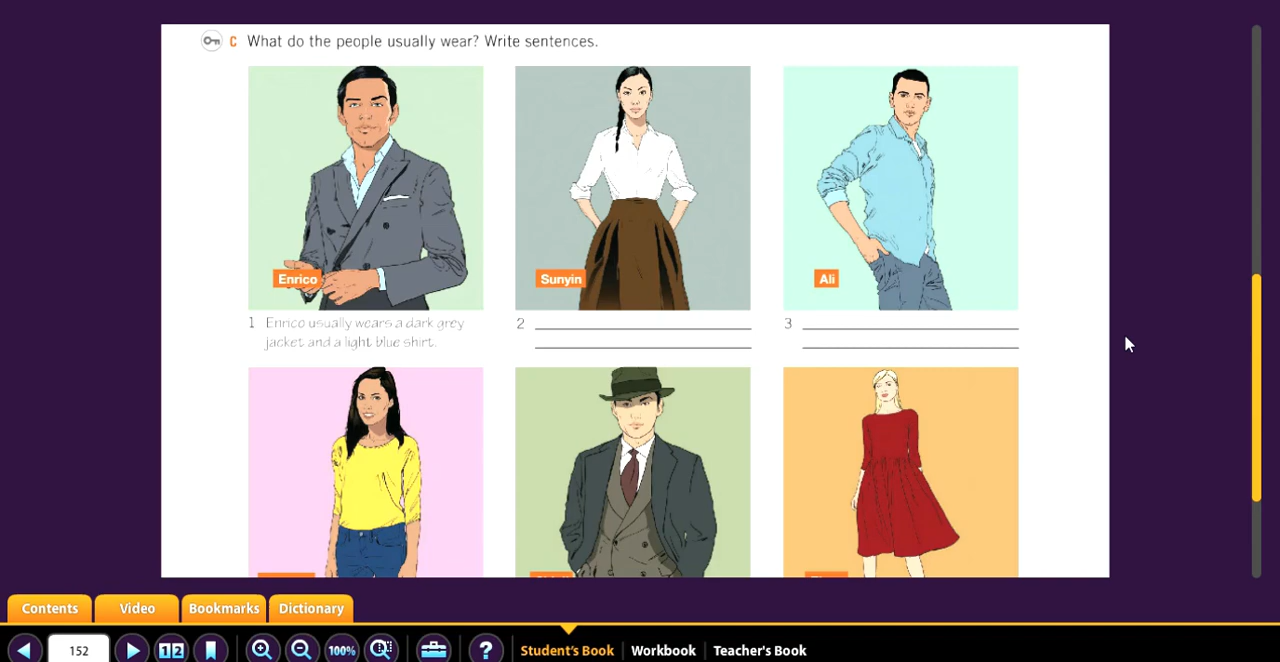 C What do the people usually wear? Write sentences.
Enrico
Sunyin
Ali
1 Enrico usually wears a dark grey
jacket and a light blue shirt.
2
3
Contents
Video
Bookmarks
Dictionary
152
12
100%
?
Student's Book
Workbook
Teacher's Book